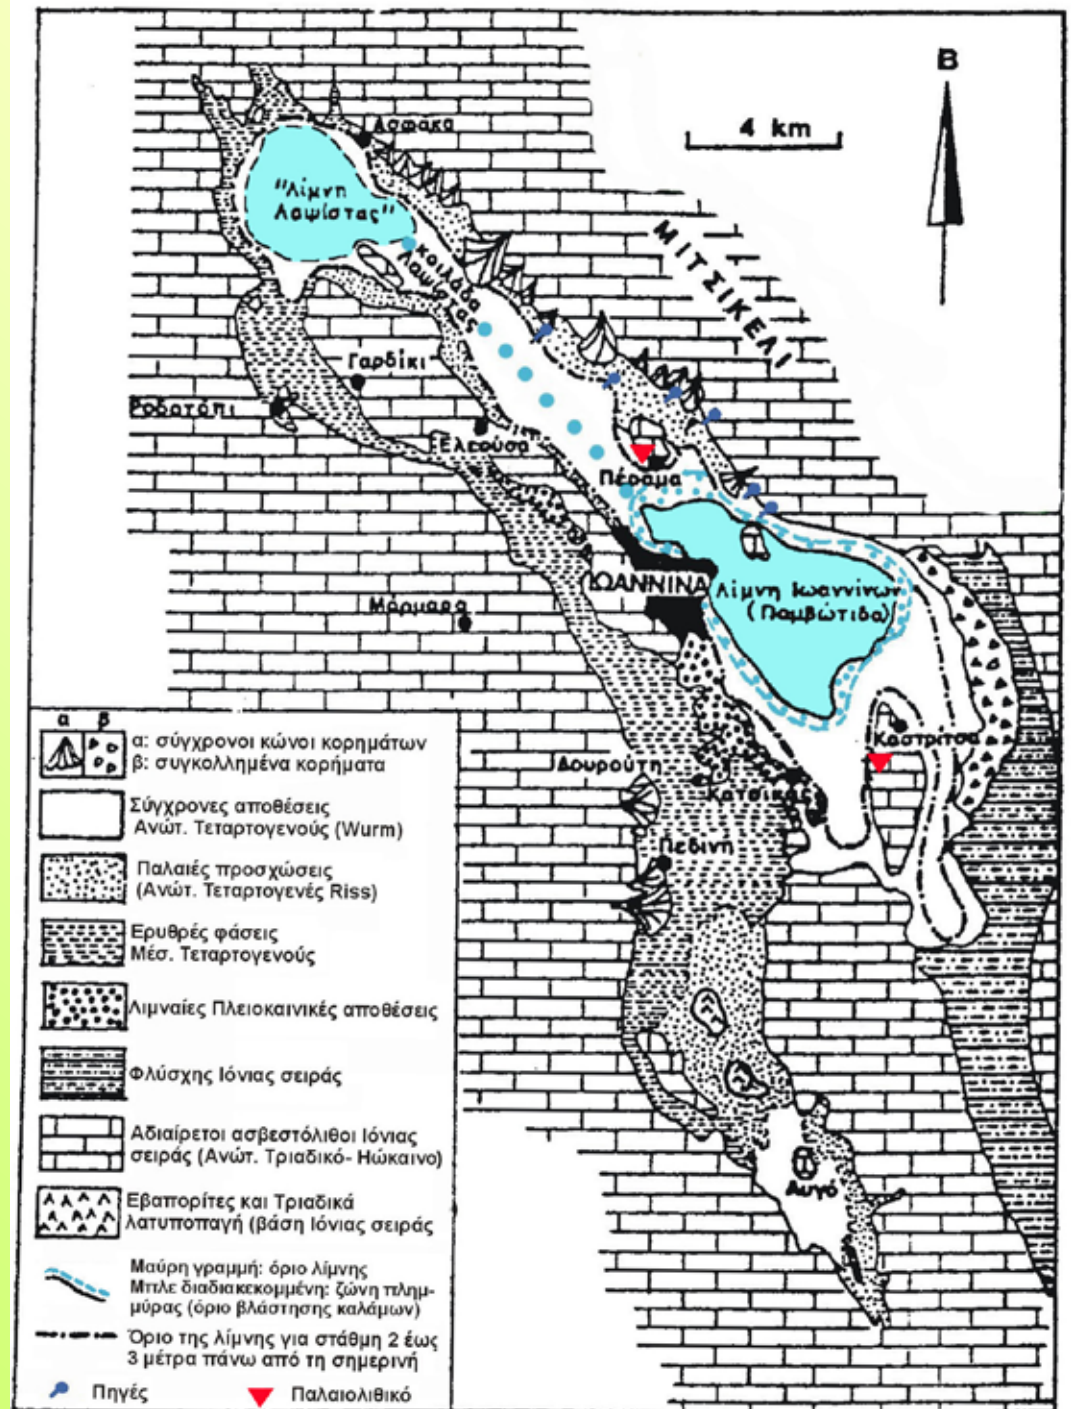 Β
4 km
Ασφάκα
"Λίμνη
Λαψίστας"
κοιλάδα
Λαψίστας
ΜΙΤΣΙΚΕΛΙ
Γαρδίκι
Ροδοτόπι
Ελεούσα
Πέραμα
ΙΩΑΝΝΙΝΑ
Λίμνη Ιωαννίνων
(Παμβώτιδα)
Μάρμαρα
Καστρίτσα
Δουρούτη
Κατσικάς
Πεδινή
Αυγό
α β
α: σύγχρονοι κώνοι κορημάτων
β: συγκολλημένα κορήματα
Σύγχρονες αποθέσεις
Ανώτ. Τεταρτογενούς (Wurm)
Παλαιές προσχώσεις
(Ανώτ. Τεταρτογενές Riss)
Ερυθρές φάσεις
Μέσ. Τεταρτογενούς
Λιμναίες Πλειοκαινικές αποθέσεις
Φλύσχης Ιόνιας σειράς
Αδιαίρετοι ασβεστόλιθοι Ιόνιας
σειράς (Ανώτ. Τριαδικό- Ηώκαινο)
Εβαπορίτες και Τριαδικά
λατυποπαγή (βάση Ιόνιας σειράς
Μαύρη γραμμή: όριο λίμνης
Μπλε διαδιακεκομμένη: ζώνη πλημ-
μύρας (όριο βλάστησης καλάμων)
Όριο της λίμνης για στάθμη 2 έως
3 μέτρα πάνω από τη σημερινή
Πηγές
Παλαιολιθικό